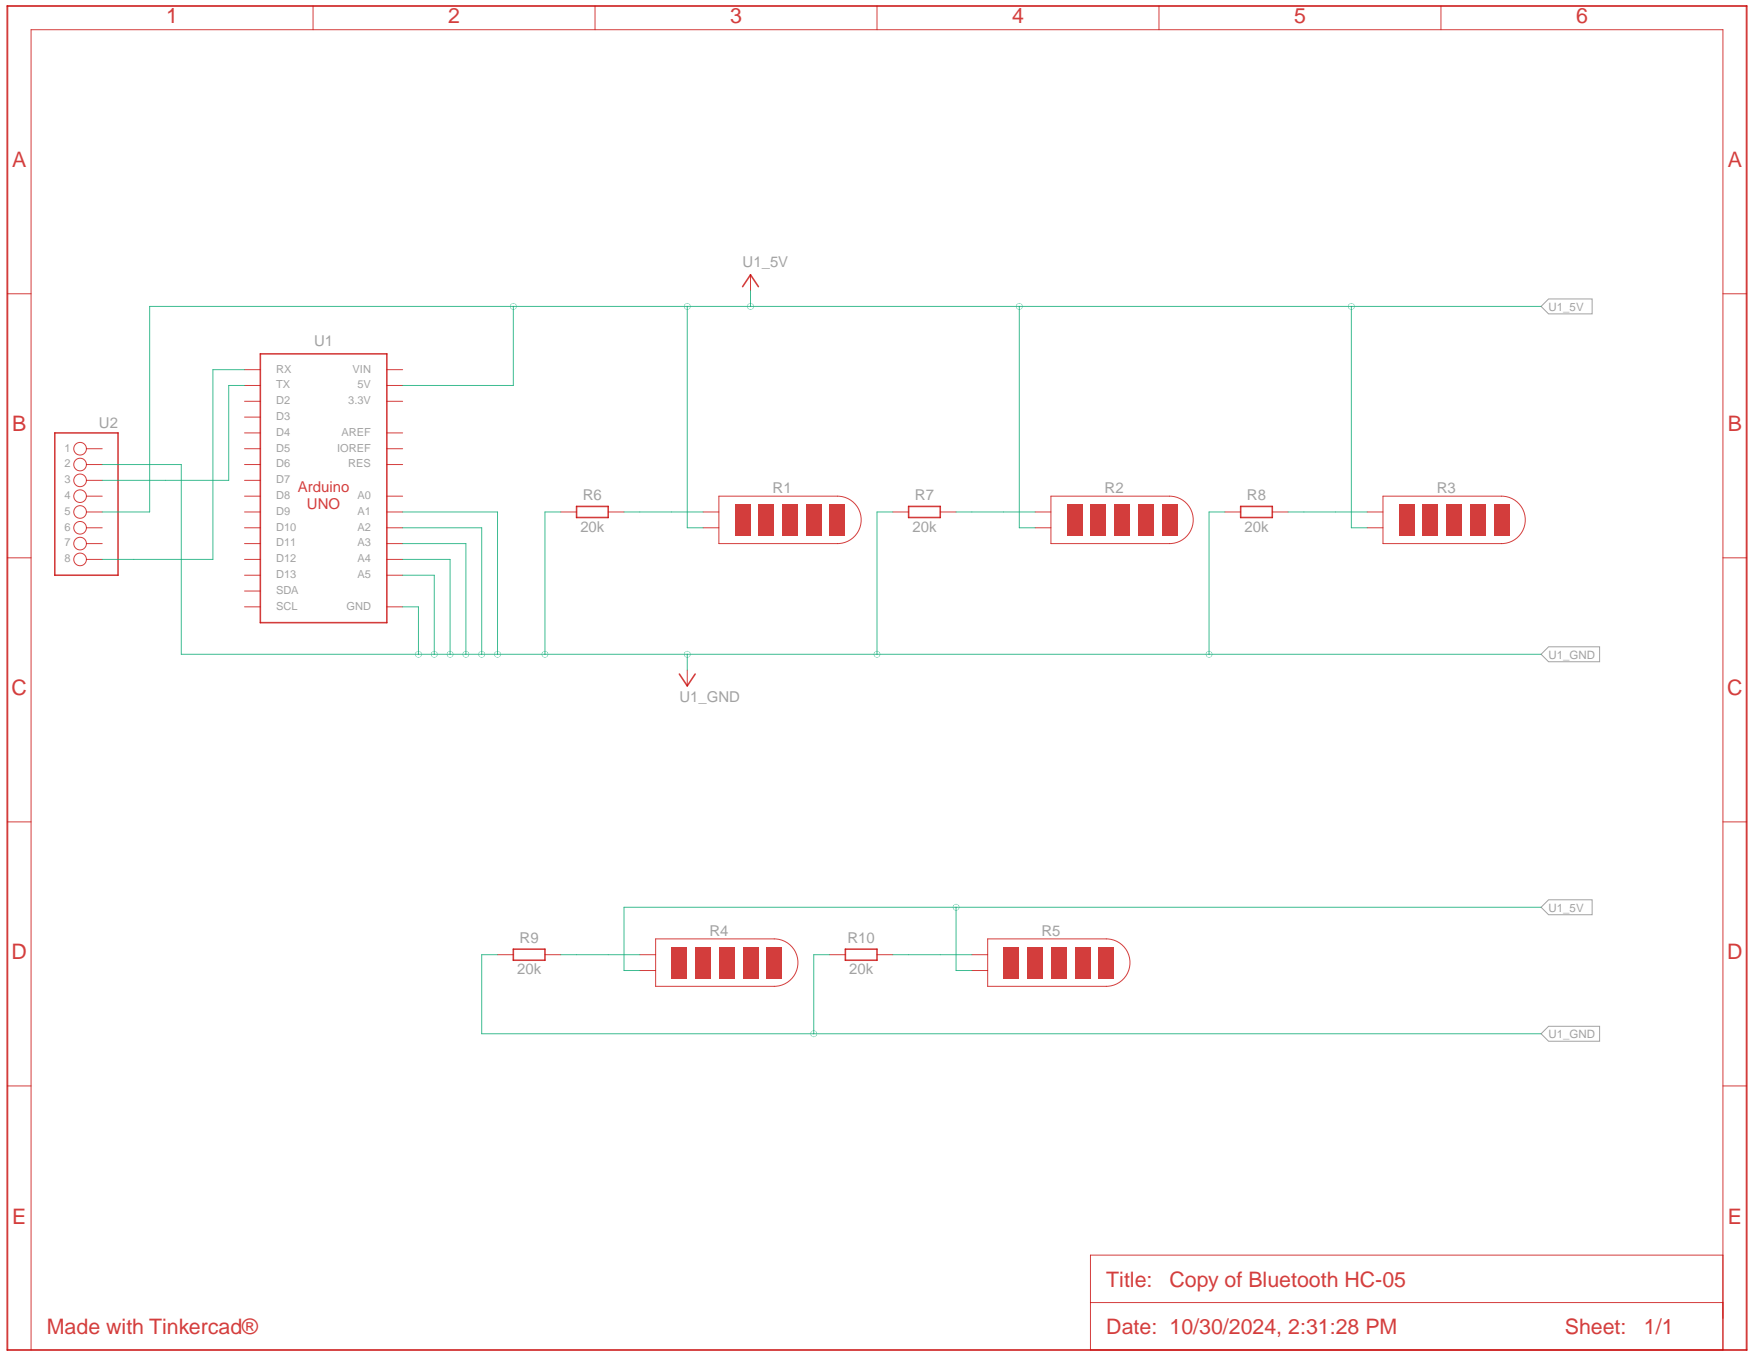 1 2 3 4 5 6
A A
U1_5V
U1_5V
U1
RX VIN
TX 5V
D2 3.3V
D3
B B
U2
D4 AREF
1 D5 IOREF
2 D6 RES
3 D7
Arduino
UNO
4 D8 A0
5 D9 A1
6 D10 A2
7 D11 A3
8 D12 A4
D13 A5
SDA
SCL GND
R6 R1 R7 R2 R8 R3
20k 20k 20k
U1_GND
U1_GND
C C
U1_5V
R9 R4 R10 R5
20k 20k
D D
U1_GND
E E
Title: Copy of Bluetooth HC-05
Made with Tinkercad®
Date: 10/30/2024, 2:31:28 PM Sheet: 1/1